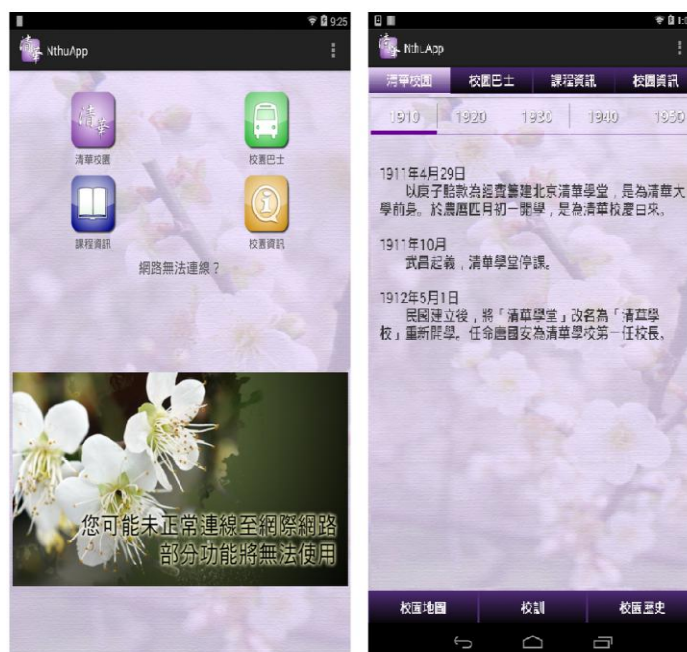 9:25
NthuApp
清華
清華校園
校園巴士
課程資訊
校園資訊
網路無法連線?
您可能未正常連線至網際網路
部分功能將無法使用
NthuApp
清華校園 校園巴士 課程資訊 校園資訊
1910 1920 1930 1940 1950
1911年4月29日
以庚子賠款為經費籌建北京清華學堂,是為清華大
學前身。於農曆四月初一開學,是為清華校慶日來。
1911年10月
武昌起義,清華學堂停課。
1912年5月1日
民國建立後,將「清華學堂」改名為「清華學
校」重新開學。任命唐國安為清華學校第一任校長。
校園地圖 校訓 校園歷史